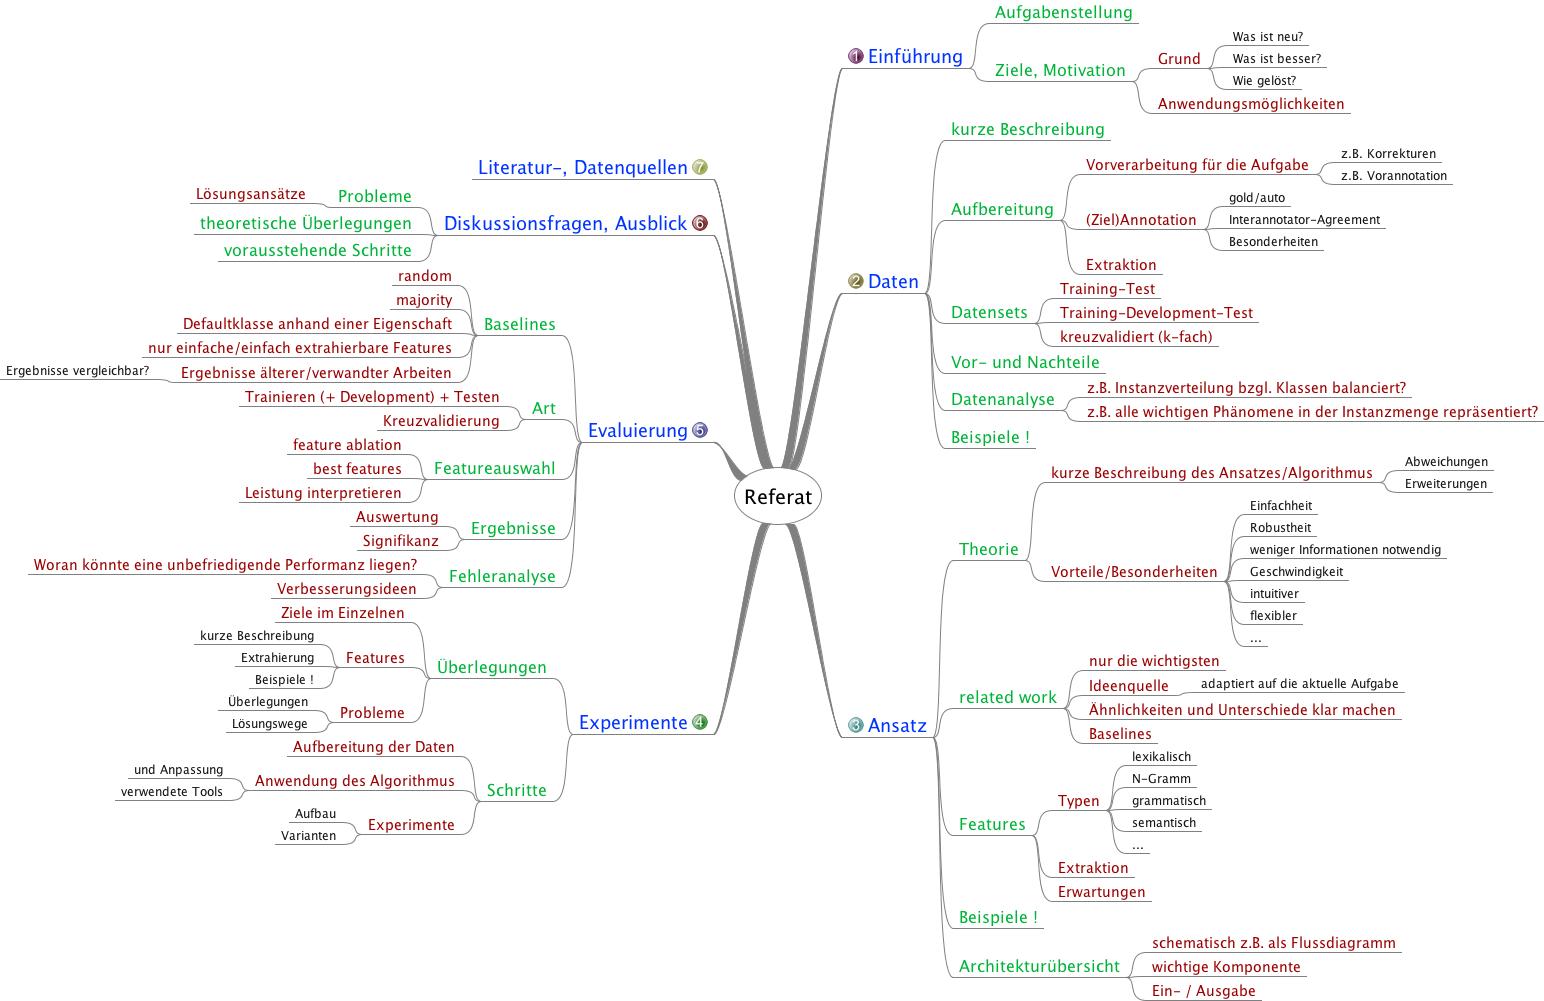 Referat
1 Einführung
Aufgabenstellung
Ziele, Motivation
Grund
Was ist neu?
Was ist besser?
Wie gelöst?
Anwendungsmöglichkeiten
2 Daten
kurze Beschreibung
Aufbereitung
Vorverarbeitung für die Aufgabe
z.B. Korrekturen
z.B. Vorannotation
(Ziel)Annotation
gold/auto
Interannotator-Agreement
Besonderheiten
Extraktion
Datensets
Training-Test
Training-Development-Test
kreuzvalidiert (k-fach)
Vor- und Nachteile
Datenanalyse
z.B. Instanzverteilung bzgl. Klassen balanciert?
z.B. alle wichtigen Phänomene in der Instanzmenge repräsentiert?
Beispiele !
3 Ansatz
Theorie
kurze Beschreibung des Ansatzes/Algorithmus
Abweichungen
Erweiterungen
Vorteile/Besonderheiten
Einfachheit
Robustheit
weniger Informationen notwendig
Geschwindigkeit
intuitiver
flexibler
...
related work
nur die wichtigsten
Ideenquelle
adaptiert auf die aktuelle Aufgabe
Ähnlichkeiten und Unterschiede klar machen
Baselines
Features
Typen
lexikalisch
N-Gramm
grammatisch
semantisch
...
Extraktion
Erwartungen
Beispiele !
Architekturübersicht
schematisch z.B. als Flussdiagramm
wichtige Komponente
Ein- / Ausgabe
Experimente 4
Überlegungen
Ziele im Einzelnen
Features
kurze Beschreibung
Extrahierung
Beispiele !
Probleme
Überlegungen
Lösungswege
Schritte
Aufbereitung der Daten
Anwendung des Algorithmus
und Anpassung
verwendete Tools
Experimente
Aufbau
Varianten
Evaluierung 5
Baselines
random
majority
Defaultklasse anhand einer Eigenschaft
nur einfache/einfach extrahierbare Features
Ergebnisse älterer/verwandter Arbeiten
Ergebnisse vergleichbar?
Art
Trainieren (+ Development) + Testen
Kreuzvalidierung
Featureauswahl
feature ablation
best features
Leistung interpretieren
Ergebnisse
Auswertung
Signifikanz
Fehleranalyse
Woran könnte eine unbefriedigende Performanz liegen?
Verbesserungsideen
Diskussionsfragen, Ausblick 6
Probleme
Lösungsansätze
theoretische Überlegungen
vorausstehende Schritte
Literatur-, Datenquellen 7